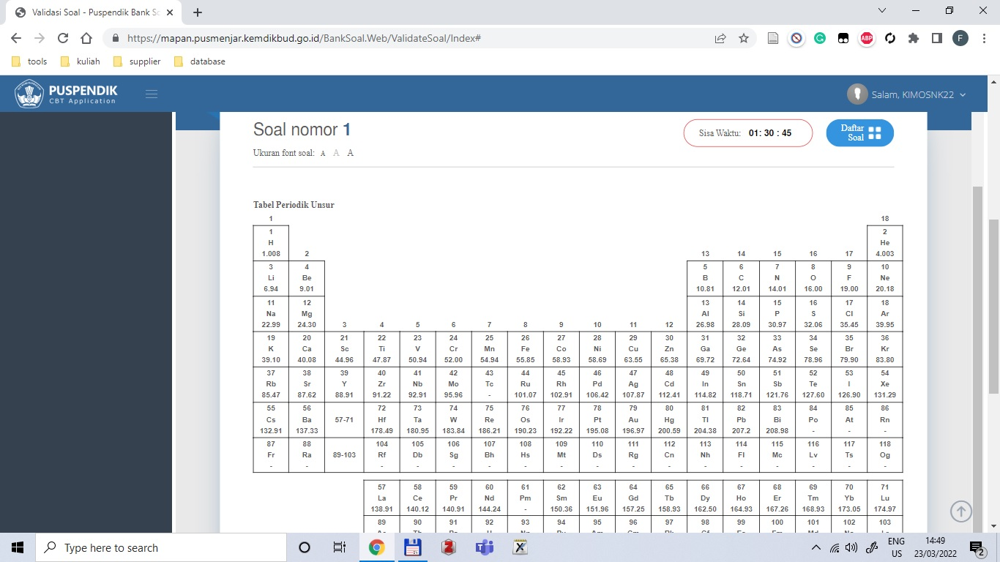 Validasi Soal - Puspendik Bank So
https://mapan.pusmenjar.kemdikbud.go.id/BankSoal.Web/ValidateSoal/Index#
ABP
F
tools kuliah supplier database
PUSPENDIK
CBT Application
Salam, KIMOSNK22
Soal nomor 1
Sisa Waktu: 01: 30 : 45
Daftar
Soal
Ukuran font soal: A A A
Tabel Periodik Unsur
1 18
1 2
H He
1.008 2 13 14 15 16 17 4.003
3 4 5 6 7 8 9 10
Li Be B C N O F Ne
6.94 9.01 10.81 12.01 14.01 16.00 19.00 20.18
11 12 13 14 15 16 17 18
Na Mg Al Si P S Cl Ar
22.99 24.30 3 4 5 6 7 8 9 10 11 12 26.98 28.09 30.97 32.06 35.45 39.95
19 20 21 22 23 24 25 26 27 28 29 30 31 32 33 34 35 36
K Ca Sc Ti V Cr Mn Fe Co Ni Cu Zn Ga Ge As Se Br Kr
39.10 40.08 44.96 47.87 50.94 52.00 54.94 55.85 58.93 58.69 63.55 65.38 69.72 72.64 74.92 78.96 79.90 83.80
37 38 39 40 41 42 43 44 45 46 47 48 49 50 51 52 53 54
Rb Sr Y Zr Nb Mo Tc Ru Rh Pd Ag Cd In Sn Sb Te I Xe
85.47 87.62 88.91 91.22 92.91 95.96 - 101.07 102.91 106.42 107.87 112.41 114.82 118.71 121.76 127.60 126.90 131.29
55 56 72 73 74 75 76 77 78 79 80 81 82 83 84 85 86
Cs Ba 57-71 Hf Ta W Re Os Ir Pt Au Hg Tl Pb Bi Po At Rn
132.91 137.33 178.49 180.95 183.84 186.21 190.23 192.22 195.08 196.97 200.59 204.38 207.2 208.98 - - -
87 88 104 105 106 107 108 109 110 111 112 113 114 115 116 117 118
Fr Ra 89-103 Rf Db Sg Bh Hs Mt Ds Rg Cn Nh Fl Mc Lv Ts Og
- - - - - - - - - - - - - - - - -
57 58 59 60 61 62 63 64 65 66 67 68 69 70 71
La Ce Pr Nd Pm Sm Eu Gd Tb Dy Ho Er Tm Yb Lu
138.91 140.12 140.91 144.24 - 150.36 151.96 157.25 158.93 162.50 164.93 167.26 168.93 173.05 174.97
89 90 91 92 93 94 95 96 97 98 99 100 101 102 103
Type here to search
ENG
US
14:49
23/03/2022
2